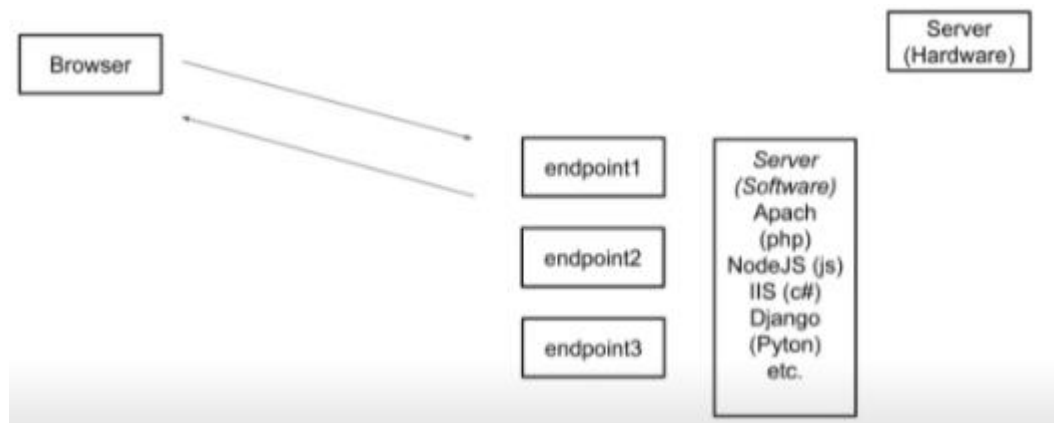 Browser
Server
(Hardware)
endpoint1
endpoint2
endpoint3
Server
(Software)
Apach
(php)
NodeJS (js)
IIS (c#)
Django
(Pyton)
etc.